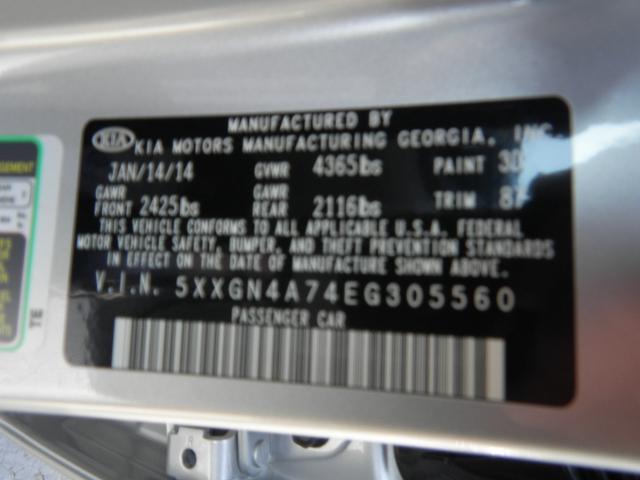 MANUFACTURED BY
KIA KIA MOTORS MANUFACTURING GEORGIA, INC.
JAN/14/14 GVWR 4365lbs PAINT 3D
GAWR FRONT 2425lbs GAWR REAR 2116lbs TRIM
THIS VEHICLE CONFORMS TO ALL APPLICABLE U.S.A. FEDERAL
MOTOR VEHICLE SAFETY, BUMPER, AND THEFT PREVENTION STANDARDS
IN EFFECT ON THE DATE OF MANUFACTURE SHOWN ABOVE.
V.I.N. 5XXGN4A74EG305560
PASSENGER CAR